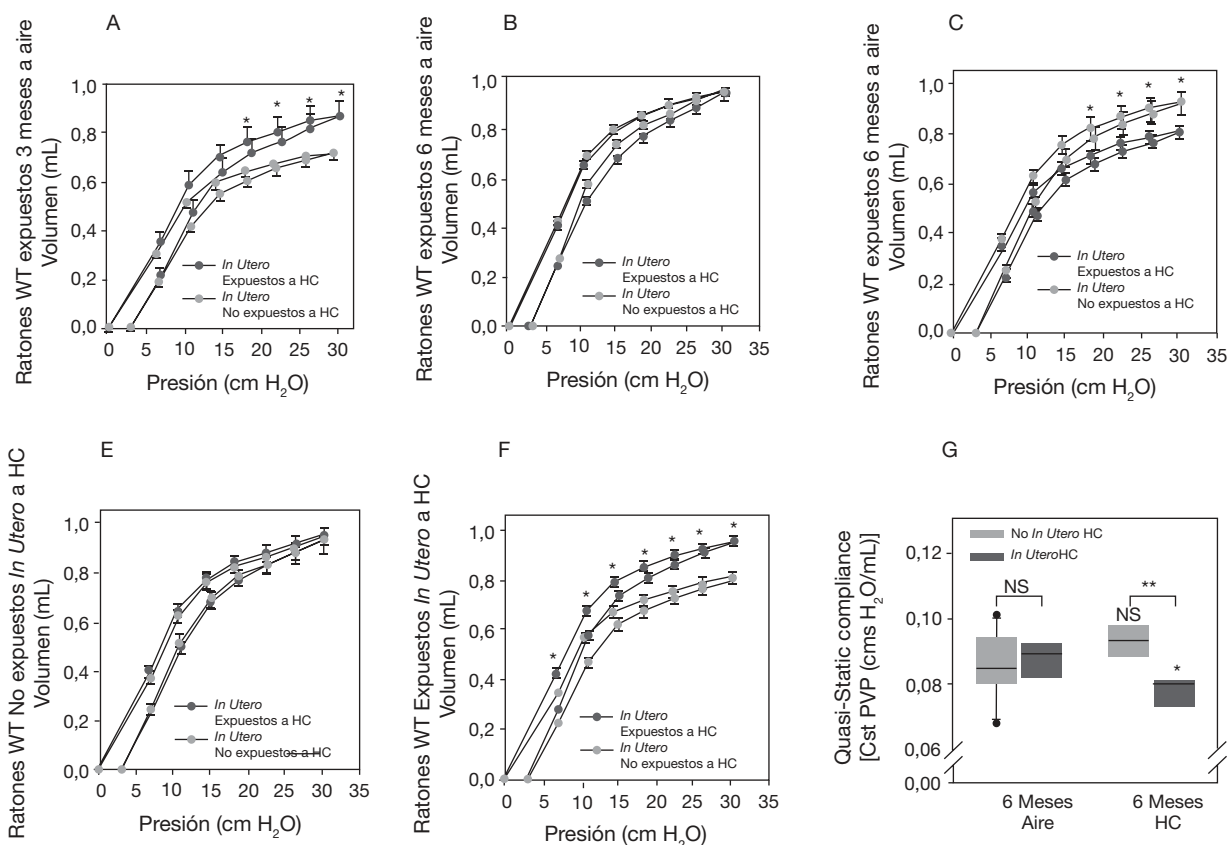 A
Ratones WT expuestos 3 meses a aire
Volumen (mL)
1,0
0,8
0,6
0,4
0,2
0,0
*
*
*
*
In Utero
Expuestos a HC
In Utero
No expuestos a HC
0 5 10 15 20 25 30
Presión (cm H₂O)
B
Ratones WT expuestos 6 meses a aire
Volumen (mL)
1,0
0,8
0,6
0,4
0,2
0,0
In Utero
Expuestos a HC
In Utero
No expuestos a HC
0 5 10 15 20 25 30 35
Presión (cm H₂O)
C
Ratones WT expuestos 6 meses a aire
Volumen (mL)
1,0
0,8
0,6
0,4
0,2
0,0
*
*
*
*
In Utero
Expuestos a HC
In Utero
No expuestos a HC
0 5 10 15 20 25 30 35
Presión (cm H₂O)
E
Ratones WT No expuestos In Utero a HC
Volumen (mL)
1,0
0,8
0,6
0,4
0,2
0,0
In Utero
Expuestos a HC
In Utero
No expuestos a HC
0 5 10 15 20 25 30 35
Presión (cm H₂O)
F
Ratones WT Expuestos In Utero a HC
Volumen (mL)
1,0
0,8
0,6
0,4
0,2
0,0
*
*
*
*
*
*
*
In Utero
Expuestos a HC
In Utero
No expuestos a HC
0 5 10 15 20 25 30 35
Presión (cm H₂O)
G
Quasi-Static compliance
[Cst PVP (cms H₂O/mL)]
No In Utero HC
In UteroHC
0,12
0,10
0,08
0,06
0,00
NS
**
NS
*
6 Meses
Aire
6 Meses
HC